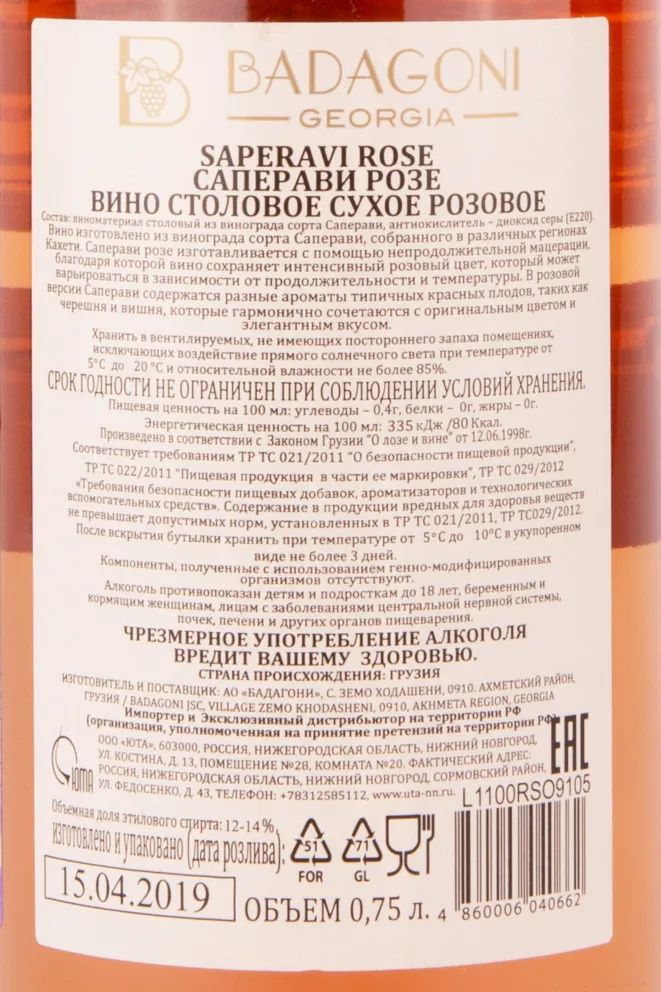 BADAGONI
GEORGIA
SAPERAVI ROSE
САПЕРАВИ РОЗЕ
ВИНО СТОЛОВОЕ СУХОЕ РОЗОВОЕ
Состав: виноматериал столовый из винограда сорта Саперави, антиокислитель – диоксид серы (Е220).
Вино изготовлено из винограда сорта Саперави, собранного в различных регионах
Кахети. Саперави розе изготавливается с помощью непродолжительной мацерации,
благодаря которой вино сохраняет интенсивный розовый цвет, который может
варьироваться в зависимости от продолжительности и температуры. В розовой
версии Саперави содержатся разные ароматы типичных красных плодов, таких как
черешня и вишня, которые гармонично сочетаются с оригинальным цветом и
элегантным вкусом.
Хранить в вентилируемых, не имеющих постороннего запаха помещениях,
исключающих воздействие прямого солнечного света при температуре от
5°С до 20 °С и относительной влажности не более 85%.
СРОК ГОДНОСТИ НЕ ОГРАНИЧЕН ПРИ СОБЛЮДЕНИИ УСЛОВИЙ ХРАНЕНИЯ.
Пищевая ценность на 100 мл: углеводы – 0,4г, белки – 0г, жиры – 0г.
Энергетическая ценность на 100 мл: 335 кДж /80 Ккал.
Произведено в соответствии с Законом Грузии "О лозе и вине" от 12.06.1998г.
Соответствует требованиям ТР ТС 021/2011 "О безопасности пищевой продукции",
ТР ТС 022/2011 "Пищевая продукция в части ее маркировки", ТР ТС 029/2012
«Требования безопасности пищевых добавок, ароматизаторов и технологических
вспомогательных средств». Содержание в продукции вредных для здоровья веществ
не превышает допустимых норм, установленных в ТР ТС 021/2011, ТР ТС029/2012.
После вскрытия бутылки хранить при температуре от 5°С до 10°С в укупоренном
виде не более 3 дней.
Компоненты, полученные с использованием генно-модифицированных
организмов отсутствуют.
Алкоголь противопоказан детям и подросткам до 18 лет, беременным и
кормящим женщинам, лицам с заболеваниями центральной нервной системы,
почек, печени и других органов пищеварения.
ЧРЕЗМЕРНОЕ УПОТРЕБЛЕНИЕ АЛКОГОЛЯ
ВРЕДИТ ВАШЕМУ ЗДОРОВЬЮ.
СТРАНА ПРОИСХОЖДЕНИЯ: ГРУЗИЯ
ИЗГОТОВИТЕЛЬ И ПОСТАВЩИК: АО «БАДАГОНИ», С. ЗЕМО ХОДАШЕНИ, 0910. АХМЕТСКИЙ РАЙОН,
ГРУЗИЯ / BADAGONI JSC, VILLAGE ZEMO KHODASHENI, 0910, AKHMETA REGION, GEORGIA
Импортер и Эксклюзивный дистрибьютор на территории РФ
(организация, уполномоченная на принятие претензий на территории РФ)
ООО «ЮТА», 603000, РОССИЯ, НИЖЕГОРОДСКАЯ ОБЛАСТЬ, НИЖНИЙ НОВГОРОД,
УЛ. КОСТИНА, Д. 13, ПОМЕЩЕНИЕ №28, КОМНАТА №20. ФАКТИЧЕСКИЙ АДРЕС:
РОССИЯ, НИЖЕГОРОДСКАЯ ОБЛАСТЬ, НИЖНИЙ НОВГОРОД, СОРМОВСКИЙ РАЙОН,
УЛ. ФЕДОСЕНКО, Д. 43, ТЕЛЕФОН: +78312585112, www.uta-nn.ru.
ЮТА
EAC
L1100RSO9105
Объемная доля этилового спирта: 12-14%
изготовлено и упаковано (дата розлива):
15.04.2019
51
FOR
71
GL
ОБЪЕМ 0,75 л.
4 860006 040662